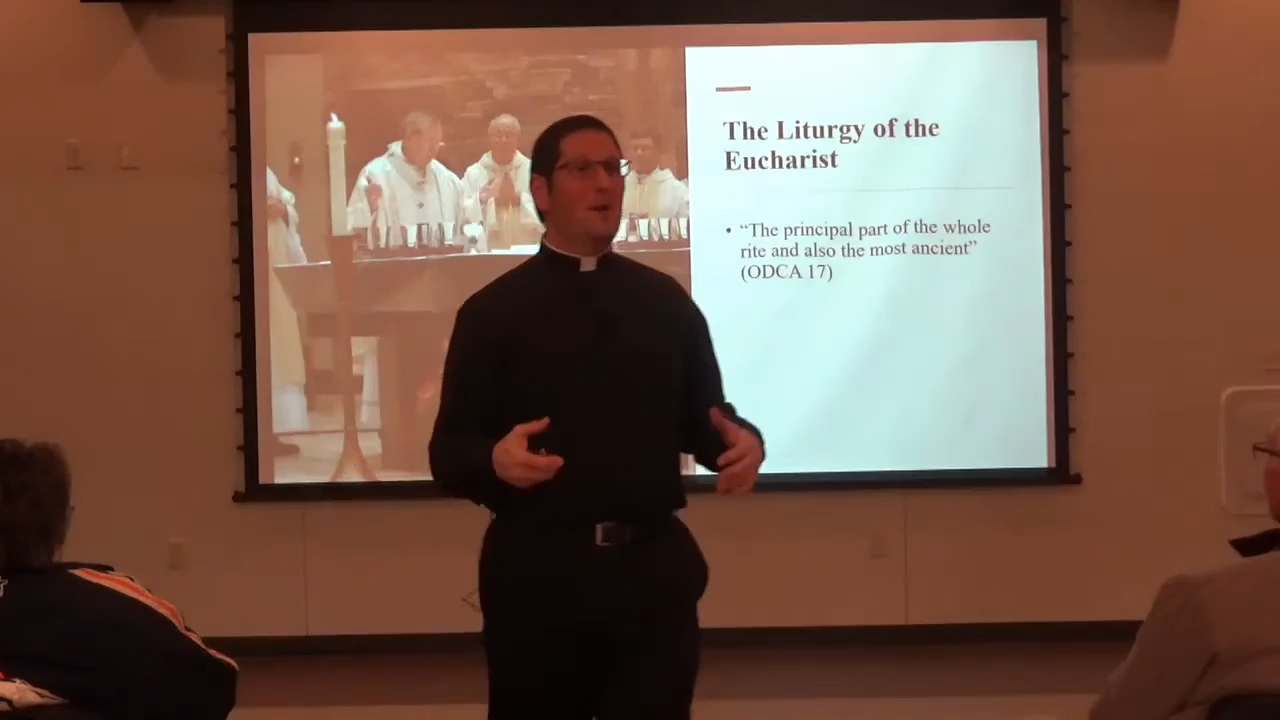 The Liturgy of the
Eucharist
• “The principal part of the whole
rite and also the most ancient”
(ODCA 17)